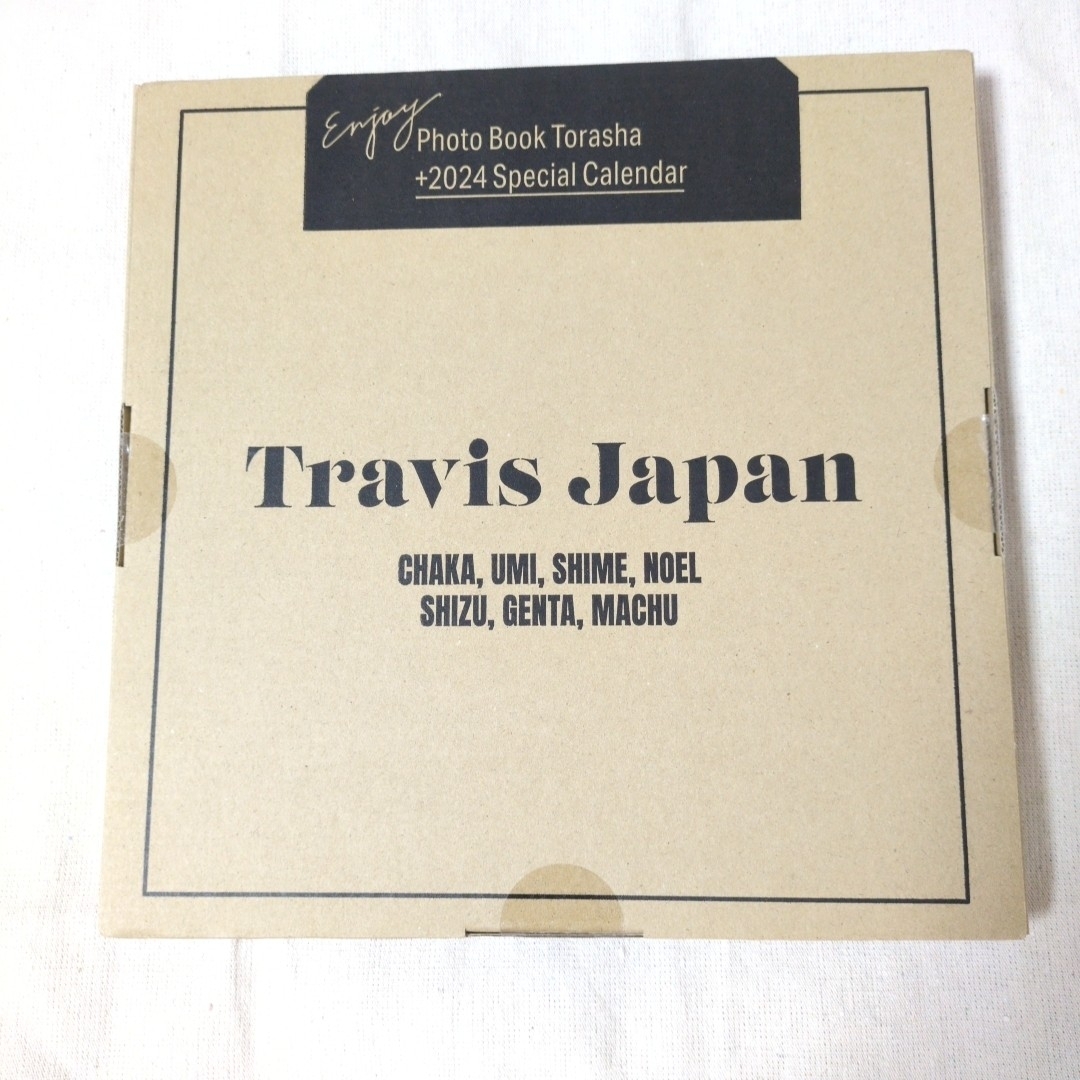 Enjoy
Photo Book Torasha
+2024 Special Calendar
Travis Japan
CHAKA, UMI, SHIME, NOEL
SHIZU, GENTA, MACHU